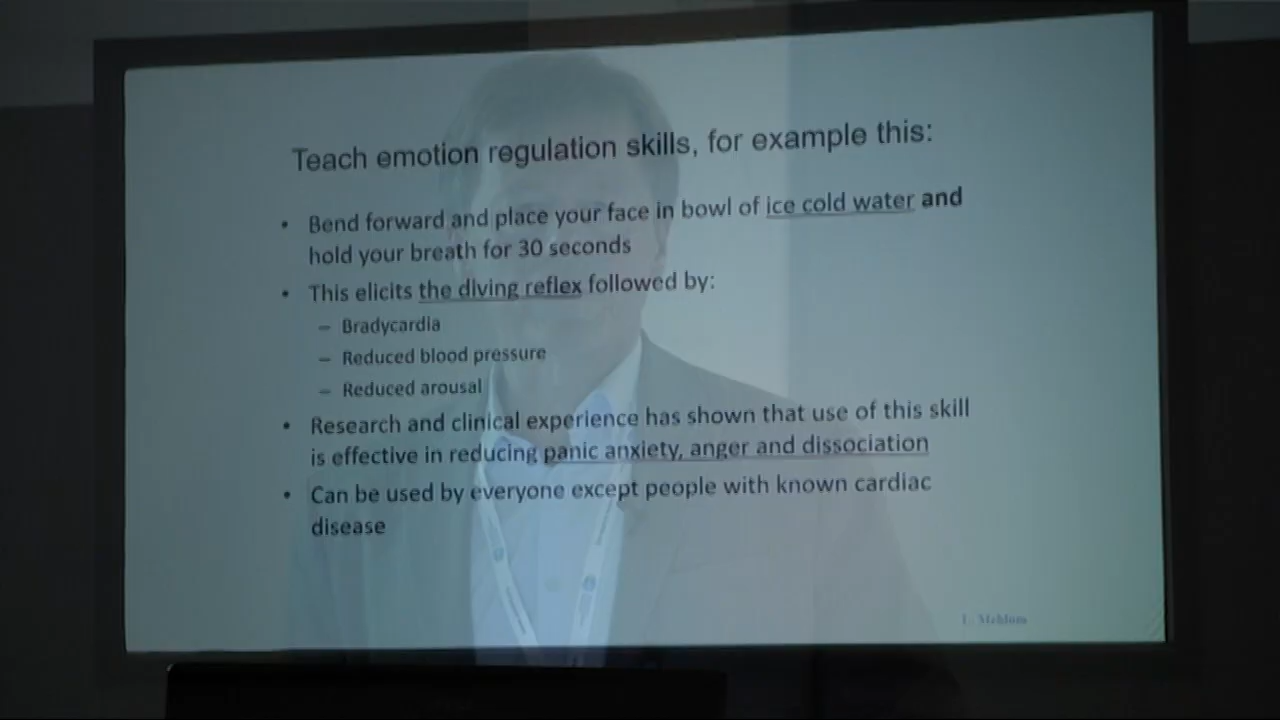 Teach emotion regulation skills, for example this:
• Bend forward and place your face in bowl of ice cold water and
hold your breath for 30 seconds
• This elicits the diving reflex followed by:
– Bradycardia
– Reduced blood pressure
– Reduced arousal
• Research and clinical experience has shown that use of this skill
is effective in reducing panic anxiety, anger and dissociation
• Can be used by everyone except people with known cardiac
disease
L. Mehlum